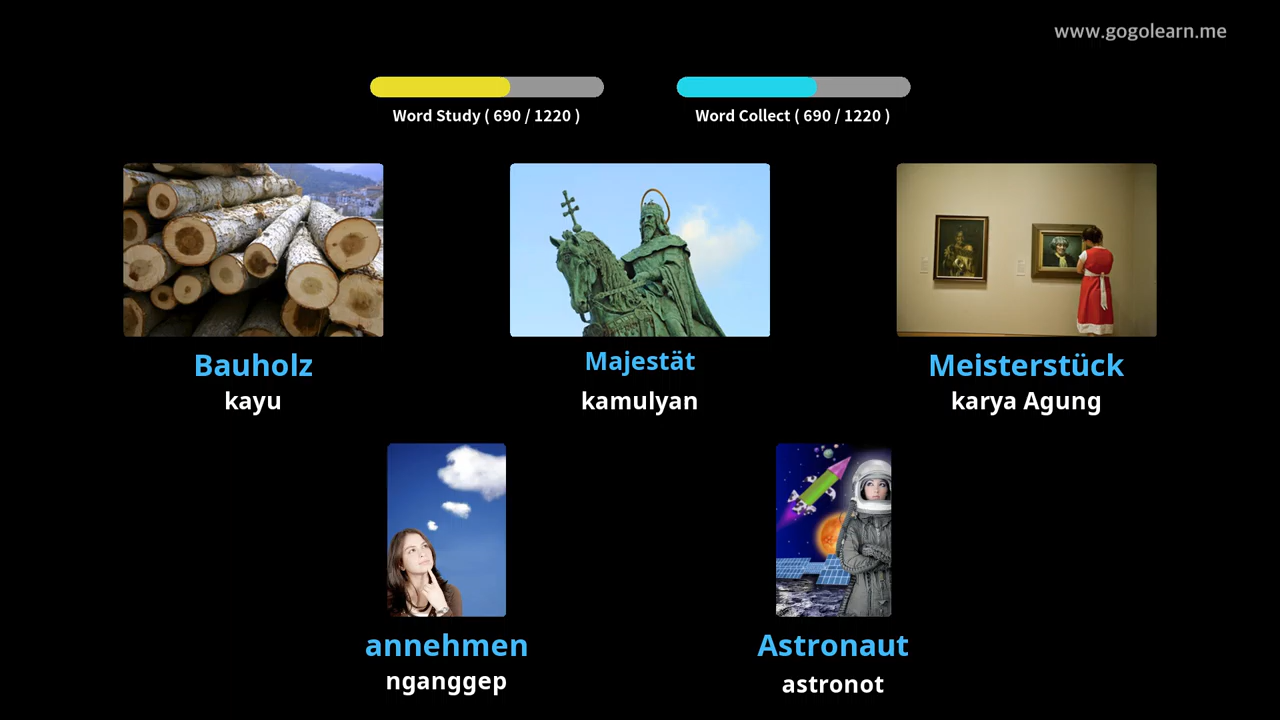 www.gogolearn.me
Word Study ( 690 / 1220 )
Word Collect ( 690 / 1220 )
Bauholz
Majestät
Meisterstück
kayu
kamulyan
karya Agung
annehmen
Astronaut
nganggep
astronot